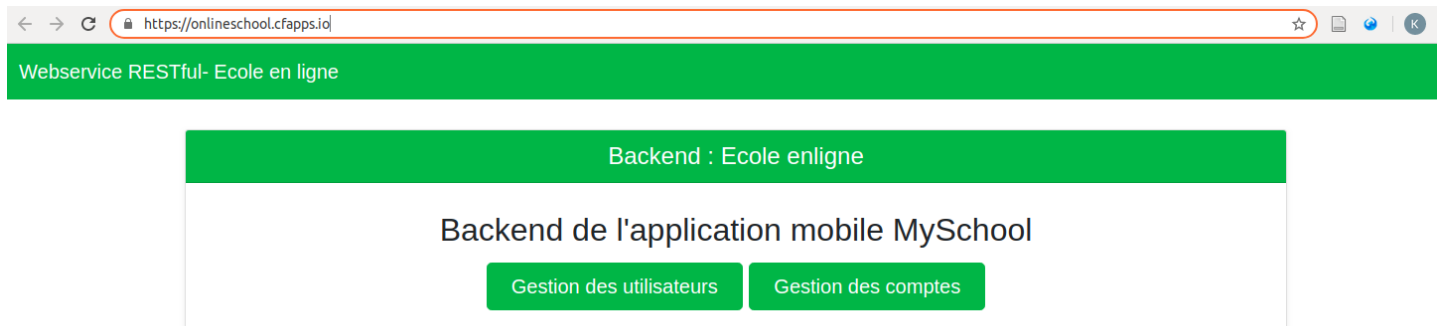 https://onlineschool.cfapps.io
K
Webservice RESTful- Ecole en ligne
Backend : Ecole enligne
Backend de l'application mobile MySchool
Gestion des utilisateurs Gestion des comptes